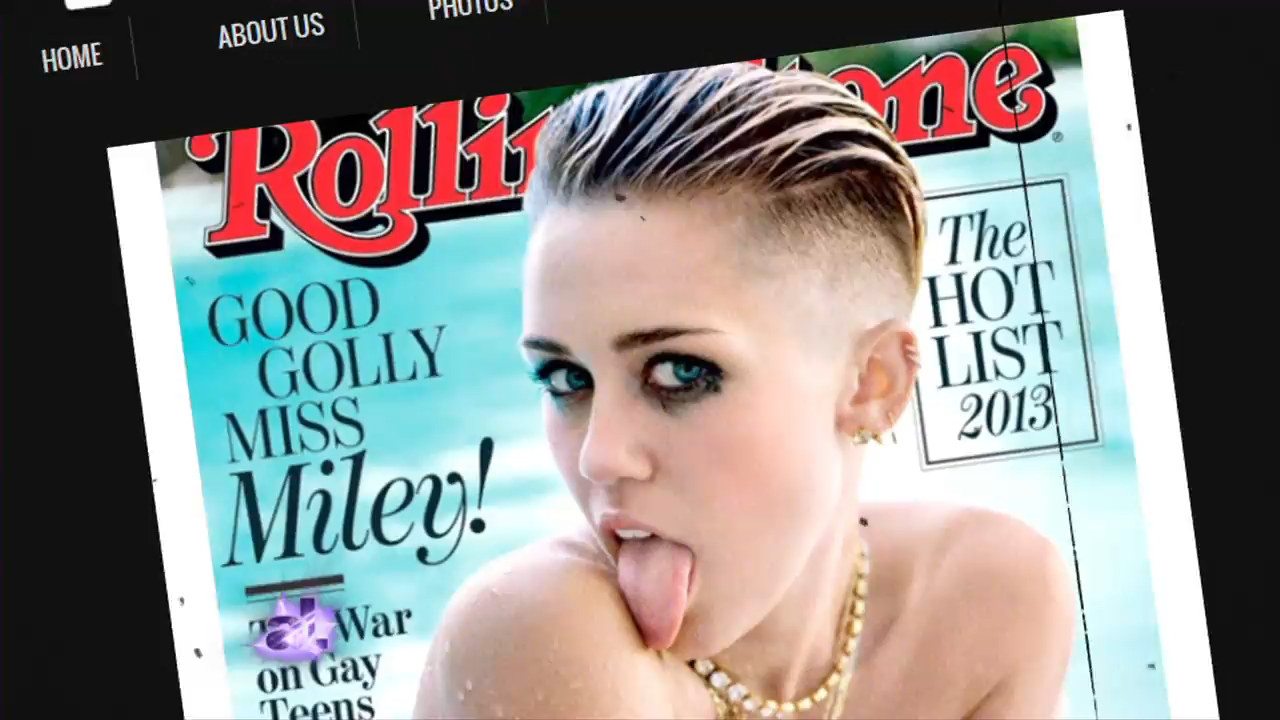 HOME
ABOUT US
PHOTOS
Rolling Stone
GOOD
GOLLY
MISS
Miley!
The
HOT
LIST
2013
War
on Gay
Teens